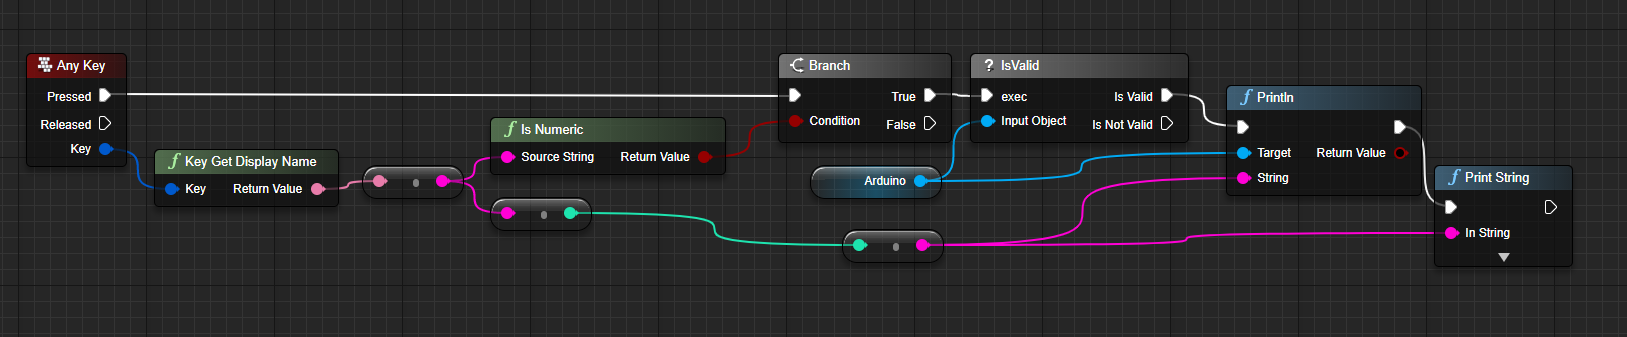 Any Key
Pressed
Released
Key
Key Get Display Name
Key Return Value
Is Numeric
Source String Return Value
Branch
True
Condition
False
IsValid
exec Is Valid
Input Object Is Not Valid
Arduino
Println
Target Return Value
String
Print String
In String